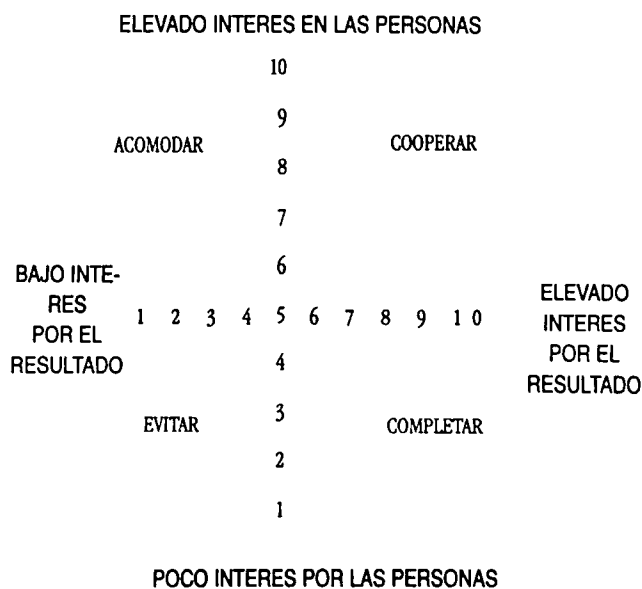 ELEVADO INTERES EN LAS PERSONAS
10
9
ACOMODAR COOPERAR
8
7
6
BAJO INTE-
RES
POR EL
RESULTADO
1 2 3 4 5 6 7 8 9 1 0
ELEVADO
INTERES
POR EL
RESULTADO
4
3
EVITAR COMPLETAR
2
1
POCO INTERES POR LAS PERSONAS